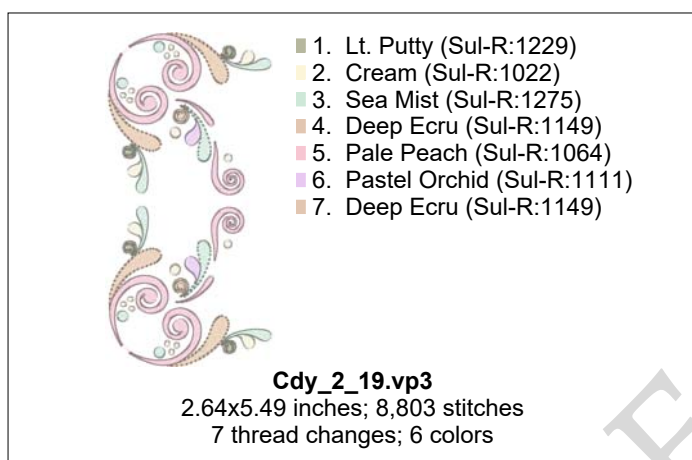 1. Lt. Putty (Sul-R:1229)
2. Cream (Sul-R:1022)
3. Sea Mist (Sul-R:1275)
4. Deep Ecru (Sul-R:1149)
5. Pale Peach (Sul-R:1064)
6. Pastel Orchid (Sul-R:1111)
7. Deep Ecru (Sul-R:1149)
Cdy_2_19.vp3
2.64x5.49 inches; 8,803 stitches
7 thread changes; 6 colors